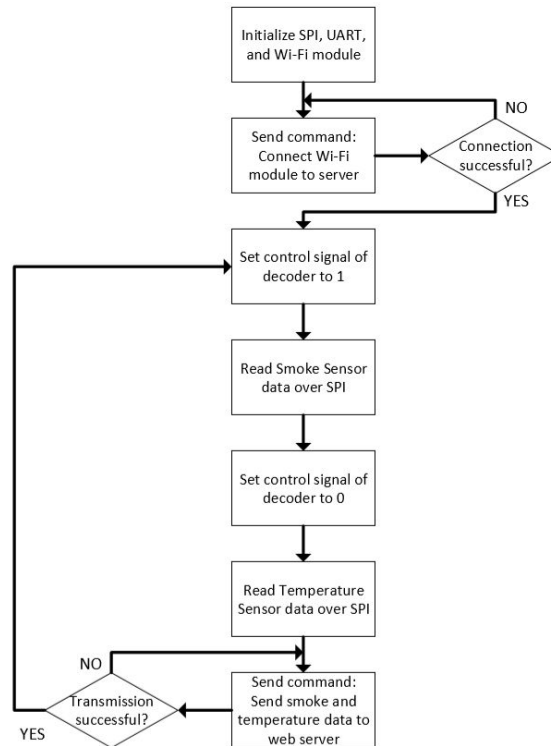 Initialize SPI, UART,
and Wi-Fi module
NO
Send command:
Connect Wi-Fi
module to server
Connection
successful?
YES
Set control signal of
decoder to 1
Read Smoke Sensor
data over SPI
Set control signal of
decoder to 0
Read Temperature
Sensor data over SPI
NO
Send command:
Send smoke and
temperature data to
web server
Transmission
successful?
YES